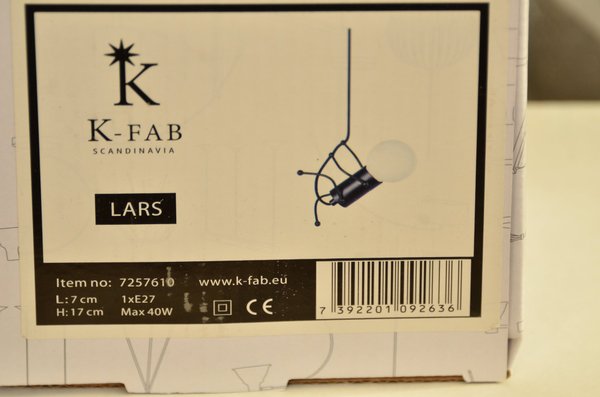 K
K-FAB
SCANDINAVIA
LARS
Item no: 7257610 www.k-fab.eu
L: 7 cm 1xE27
H: 17 cm Max 40W CE
7 392201 092636